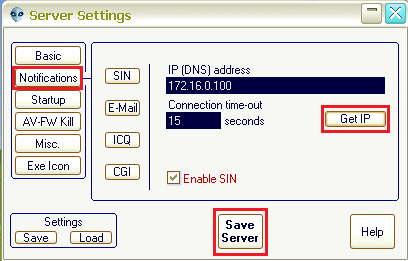 Server Settings
Basic
Notifications
Startup
AV-FW Kill
Misc.
Exe Icon
SIN
E-Mail
ICQ
CGI
IP (DNS) address
172.16.0.100
Connection time-out
15 seconds
Get IP
Enable SIN
Settings
Save Load
Save
Server
Help